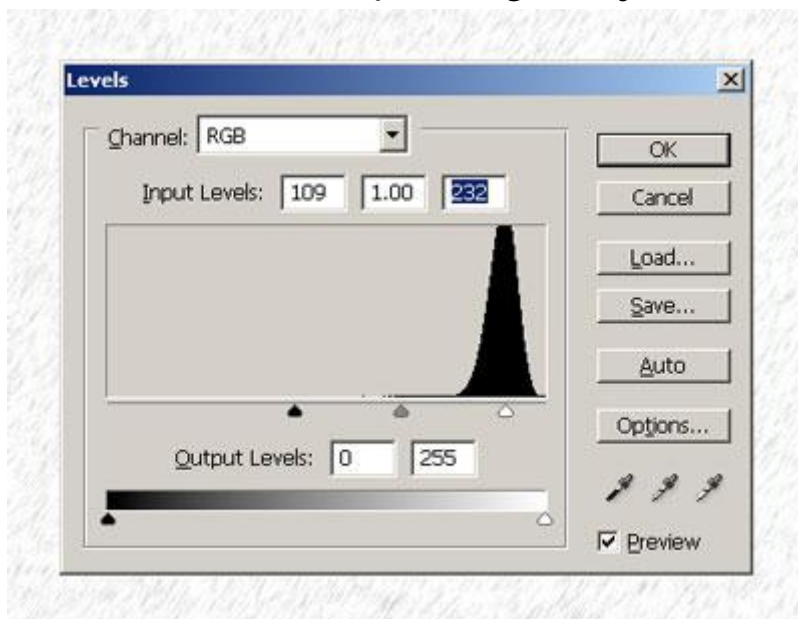 Levels
Channel: RGB
Input Levels: 109 1.00 232
Output Levels: 0 255
OK
Cancel
Load...
Save...
Auto
Options...
Preview